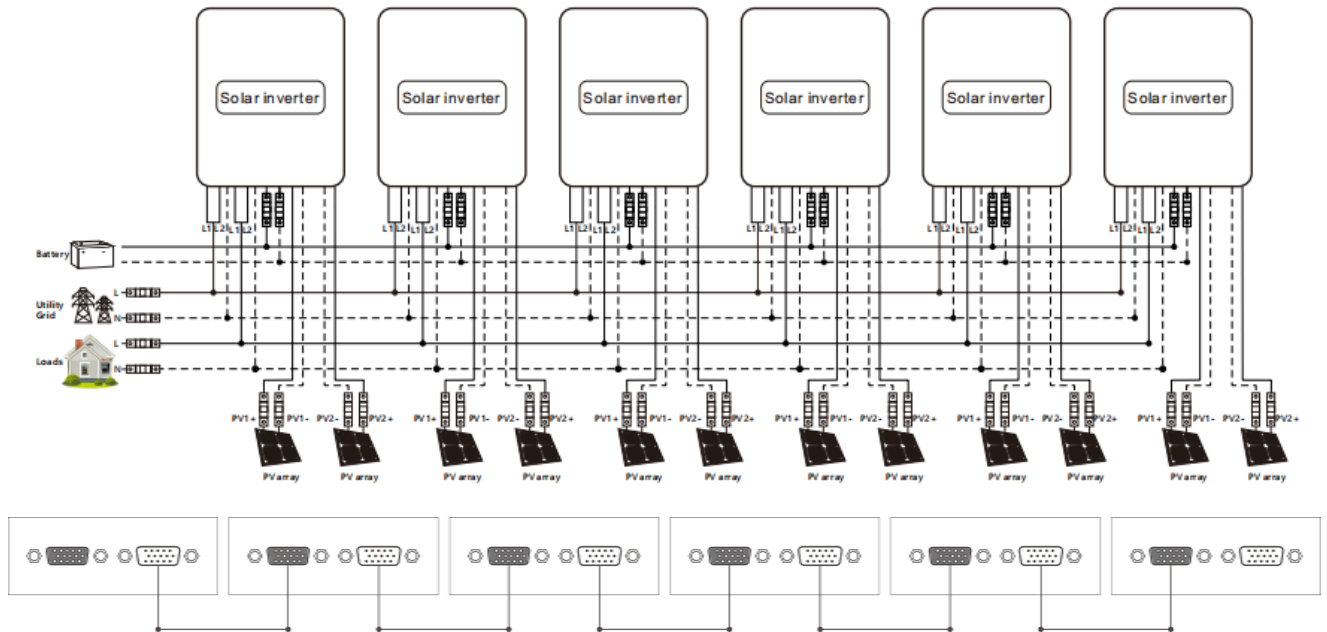 Solar inverter Solar inverter Solar inverter Solar inverter Solar inverter Solar inverter
L1 L2 L1 L2 L1 L2 L1 L2 L1 L2 L1 L2 L1 L2 L1 L2 L1 L2 L1 L2 L1 L2 L1 L2
Battery
L
Utility
Grid
N
L
Loads
N
PV1+ PV1- PV2- PV2+ PV1+ PV1- PV2- PV2+ PV1+ PV1- PV2- PV2+ PV1+ PV1- PV2- PV2+ PV1+ PV1- PV2- PV2+ PV1+ PV1- PV2- PV2+
PV array PV array PV array PV array PV array PV array PV array PV array PV array PV array PV array PV array